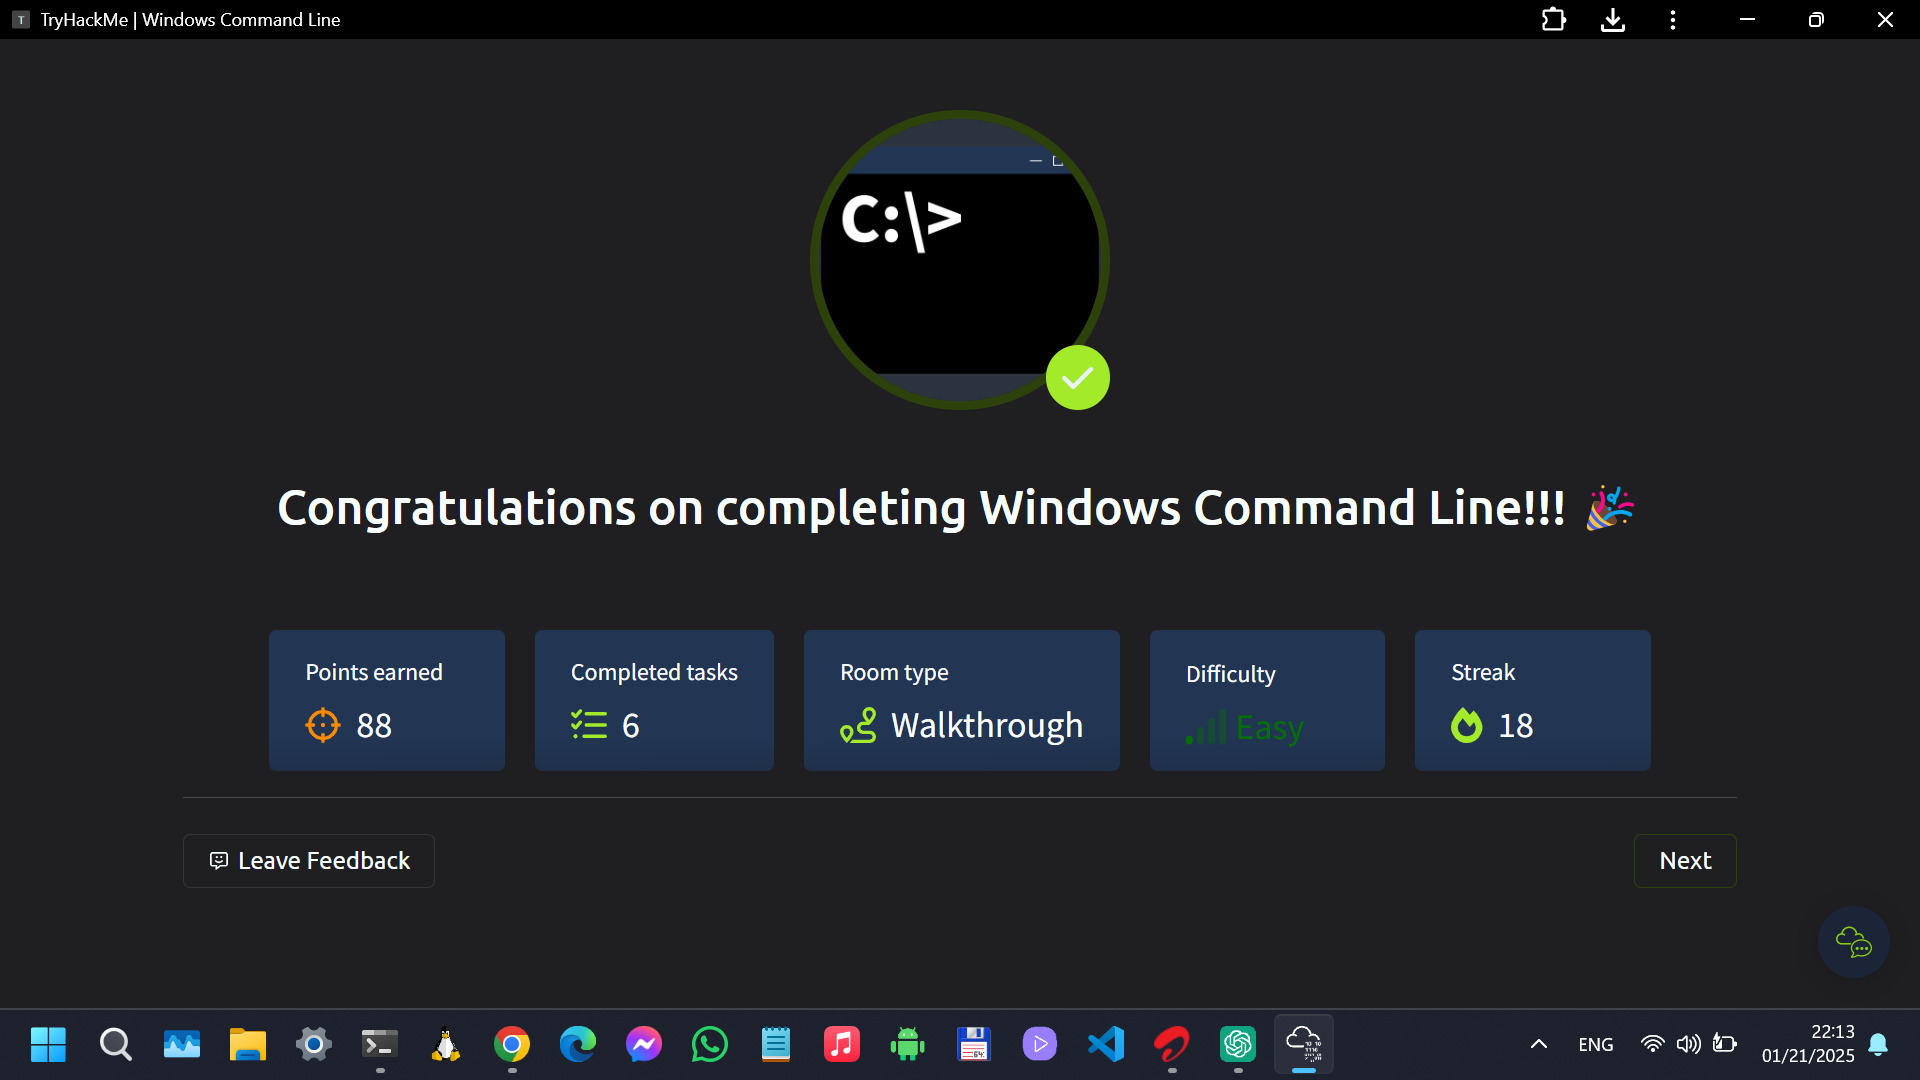 T TryHackMe | Windows Command Line
C:\>
Congratulations on completing Windows Command Line!!! 🎉
Points earned
88
Completed tasks
6
Room type
Walkthrough
Difficulty
Easy
Streak
18
Leave Feedback
Next
ENG
22:13
01/21/2025